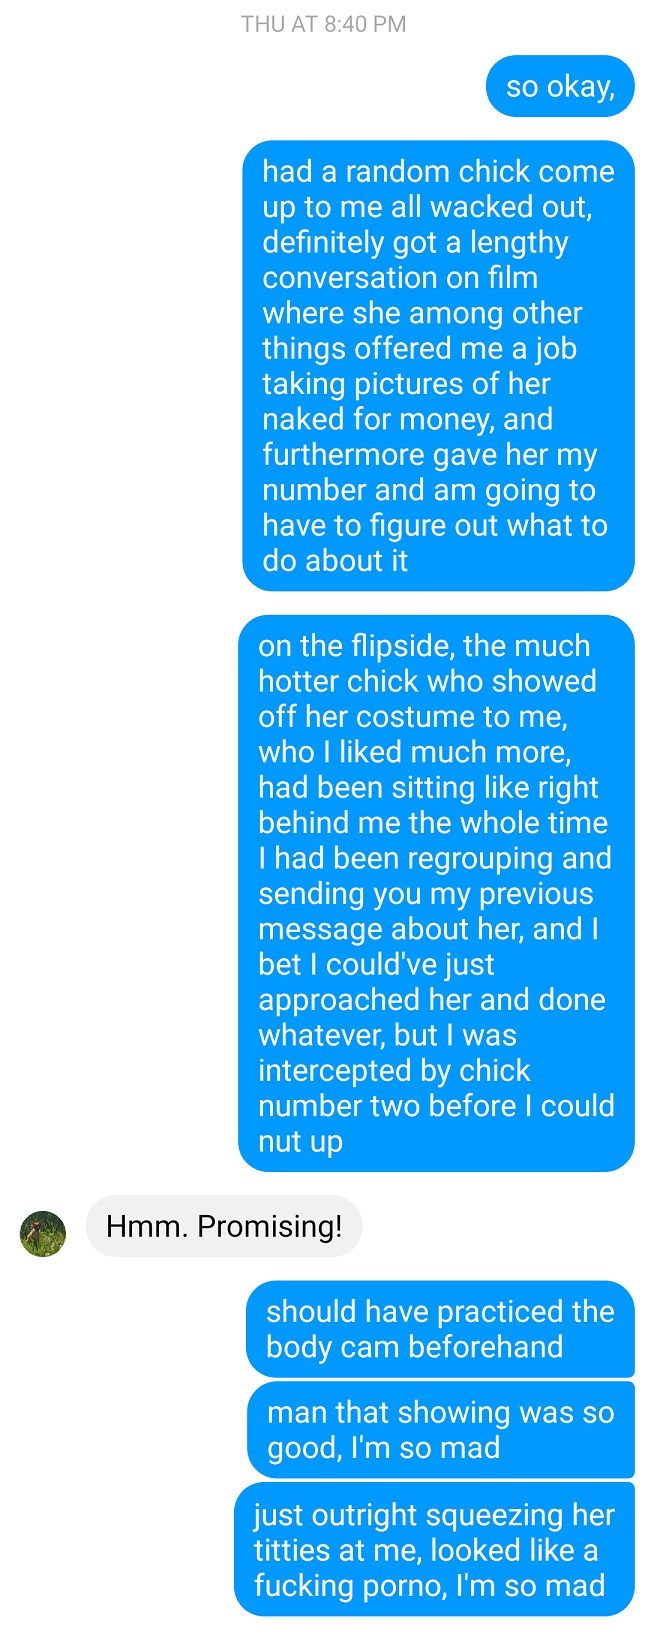 THU AT 8:40 PM
so okay,
had a random chick come
up to me all wacked out,
definitely got a lengthy
conversation on film
where she among other
things offered me a job
taking pictures of her
naked for money, and
furthermore gave her my
number and am going to
have to figure out what to
do about it
on the flipside, the much
hotter chick who showed
off her costume to me,
who I liked much more,
had been sitting like right
behind me the whole time
I had been regrouping and
sending you my previous
message about her, and I
bet I could've just
approached her and done
whatever, but I was
intercepted by chick
number two before I could
nut up
Hmm. Promising!
should have practiced the
body cam beforehand
man that showing was so
good, I'm so mad
just outright squeezing her
titties at me, looked like a
fucking porno, I'm so mad